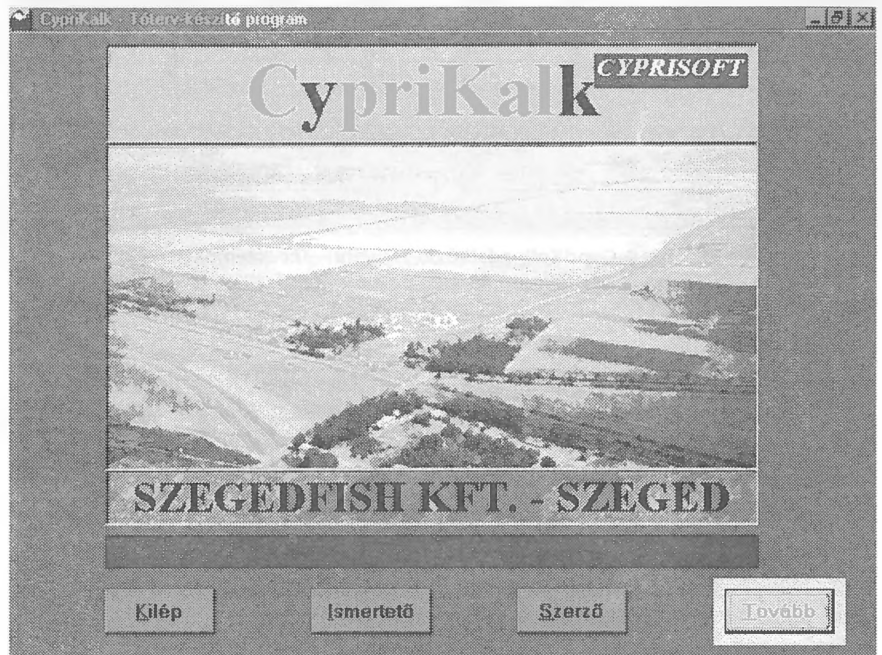 CypriKalk - Tóterv-készítő program
CypriKalk
CYPRISOFT
SZEGEDFISH KFT. - SZEGED
Kilép
Ismertető
Szerző
Tovább